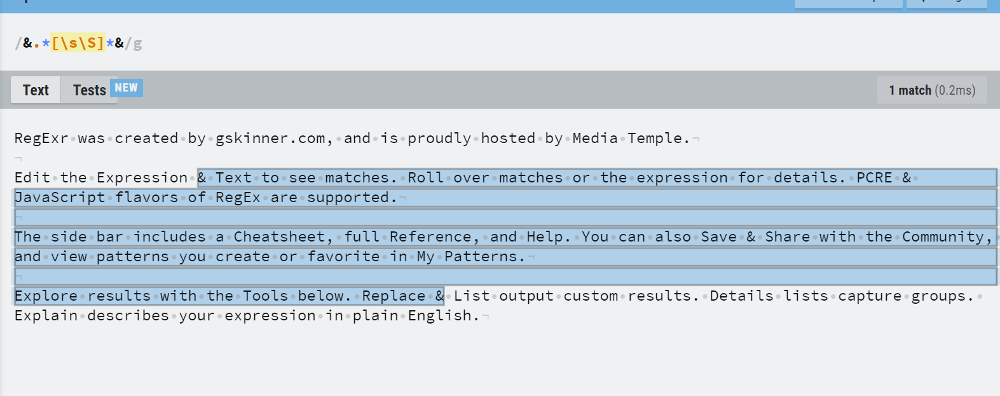 /&.*[\s\S]*&/g
Text Tests NEW 1 match (0.2ms)
RegExr was created by gskinner.com, and is proudly hosted by Media Temple.
Edit the Expression & Text to see matches. Roll over matches or the expression for details. PCRE &
JavaScript flavors of RegEx are supported.
The side bar includes a Cheatsheet, full Reference, and Help. You can also Save & Share with the Community,
and view patterns you create or favorite in My Patterns.
Explore results with the Tools below. Replace & List output custom results. Details lists capture groups.
Explain describes your expression in plain English.